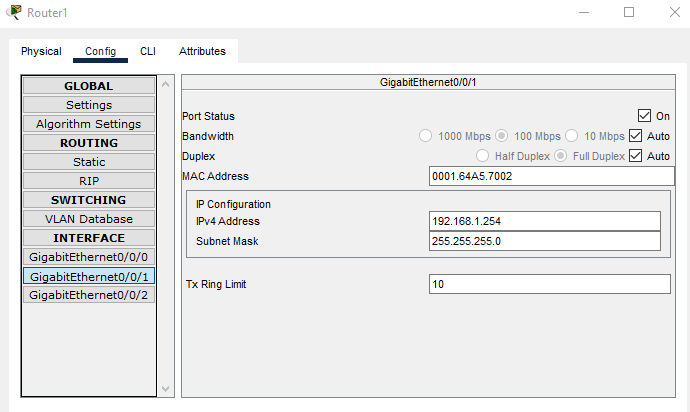 Router1
Physical Config CLI Attributes
GLOBAL
Settings
Algorithm Settings
ROUTING
Static
RIP
SWITCHING
VLAN Database
INTERFACE
GigabitEthernet0/0/0
GigabitEthernet0/0/1
GigabitEthernet0/0/2
GigabitEthernet0/0/1
Port Status On
Bandwidth 1000 Mbps 100 Mbps 10 Mbps Auto
Duplex Half Duplex Full Duplex Auto
MAC Address 0001.64A5.7002
IP Configuration
IPv4 Address 192.168.1.254
Subnet Mask 255.255.255.0
Tx Ring Limit 10